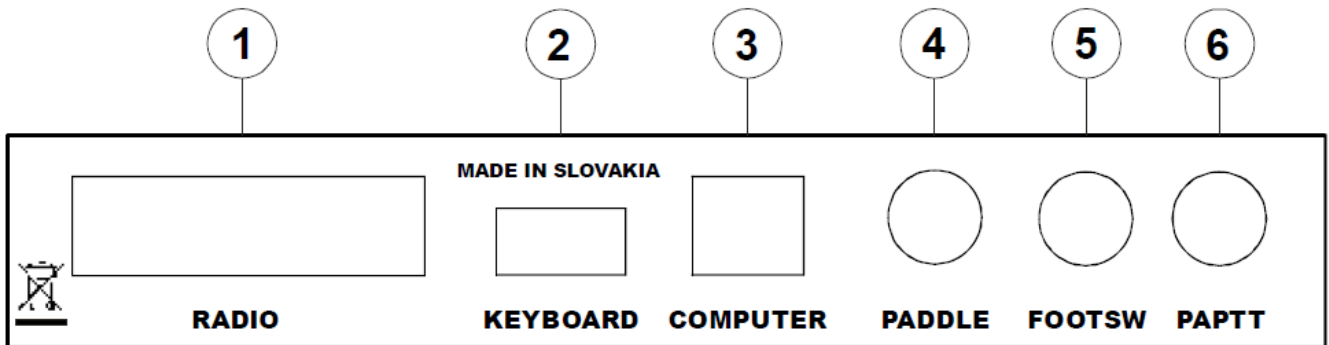 1 2 3 4 5 6
MADE IN SLOVAKIA
RADIO KEYBOARD COMPUTER PADDLE FOOTSW PAPTT